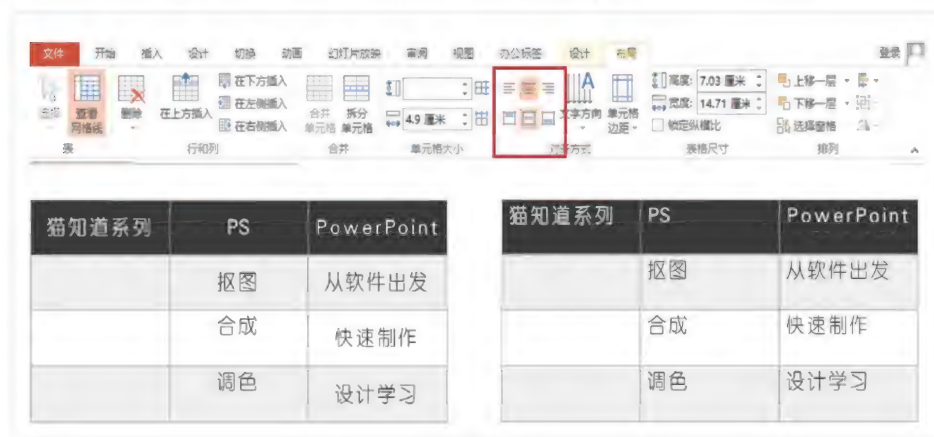 文件 开始 插入 设计 切换 动画 幻灯片放映 审阅 视图 办公标签 设计 布局 登录
选择 查看网格线 删除 在上方插入 在下方插入 在左侧插入 在右侧插入 合并单元格 拆分单元格 4.9 厘米 文字方向 单元格边距 高度: 7.03 厘米 宽度: 14.71 厘米 锁定纵横比 上移一层 下移一层 选择窗格
表 行和列 合并 单元格大小 对齐方式 表格尺寸 排列
猫知道系列 PS PowerPoint
抠图 从软件出发
合成 快速制作
调色 设计学习
猫知道系列 PS PowerPoint
抠图 从软件出发
合成 快速制作
调色 设计学习